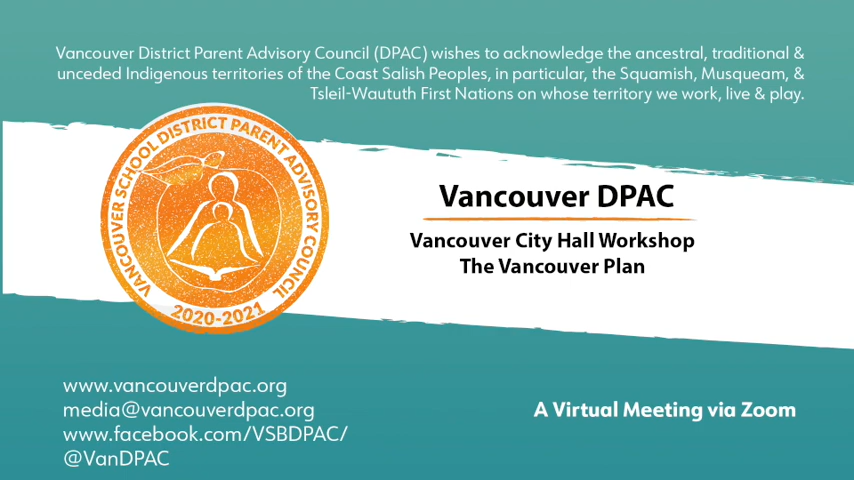 Vancouver District Parent Advisory Council (DPAC) wishes to acknowledge the ancestral, traditional &
unceded Indigenous territories of the Coast Salish Peoples, in particular, the Squamish, Musqueam, &
Tsleil-Waututh First Nations on whose territory we work, live & play.
VANCOUVER SCHOOL DISTRICT PARENT ADVISORY COUNCIL
2020-2021
Vancouver DPAC
Vancouver City Hall Workshop
The Vancouver Plan
www.vancouverdpac.org
media@vancouverdpac.org
www.facebook.com/VSBDPAC/
@VanDPAC
A Virtual Meeting via Zoom